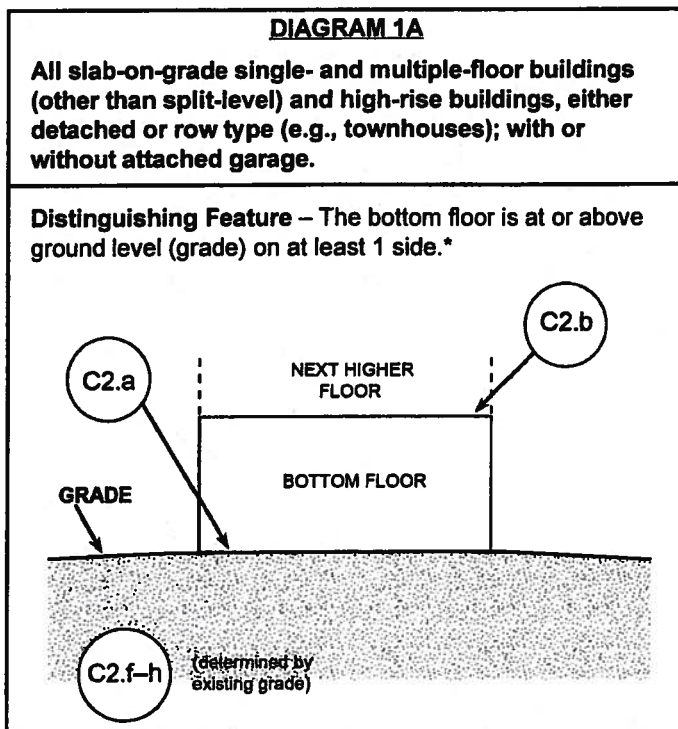 DIAGRAM 1A
All slab-on-grade single- and multiple-floor buildings
(other than split-level) and high-rise buildings, either
detached or row type (e.g., townhouses); with or
without attached garage.
Distinguishing Feature – The bottom floor is at or above
ground level (grade) on at least 1 side.*
C2.b
NEXT HIGHER
FLOOR
C2.a
BOTTOM FLOOR
GRADE
C2.f–h
(determined by
existing grade)